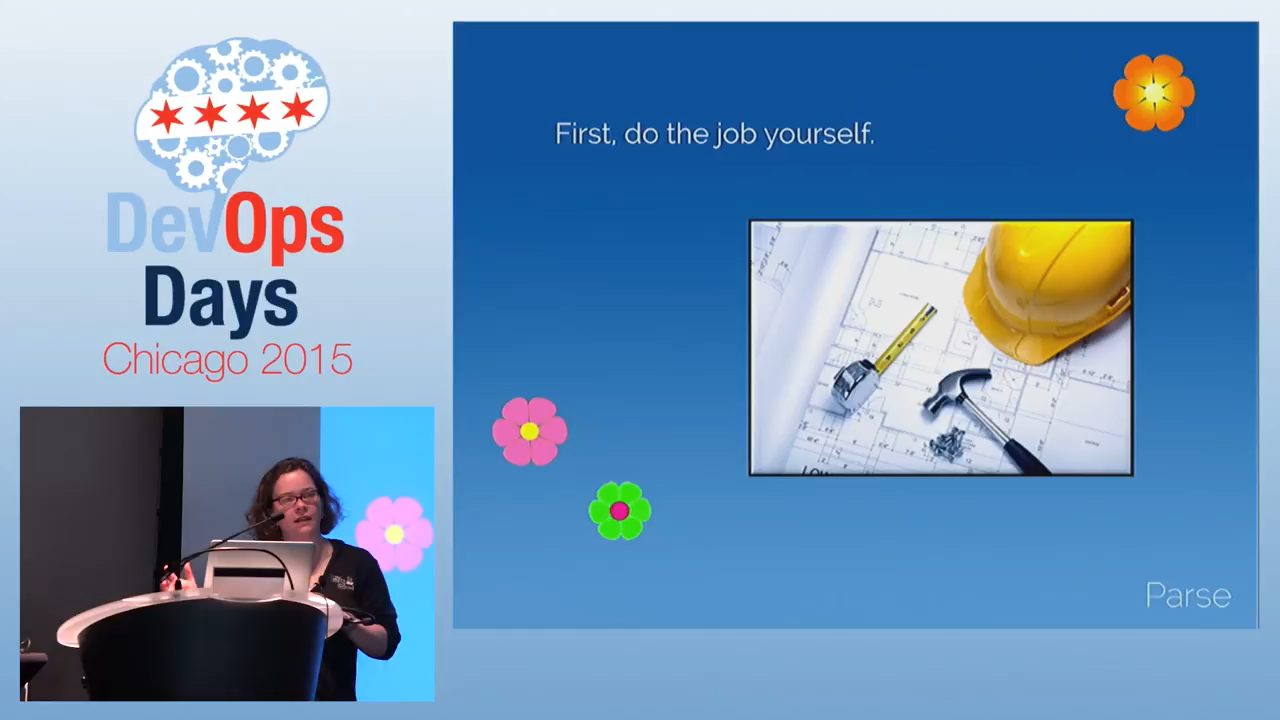 DevOps
Days
Chicago 2015
First, do the job yourself.
Parse